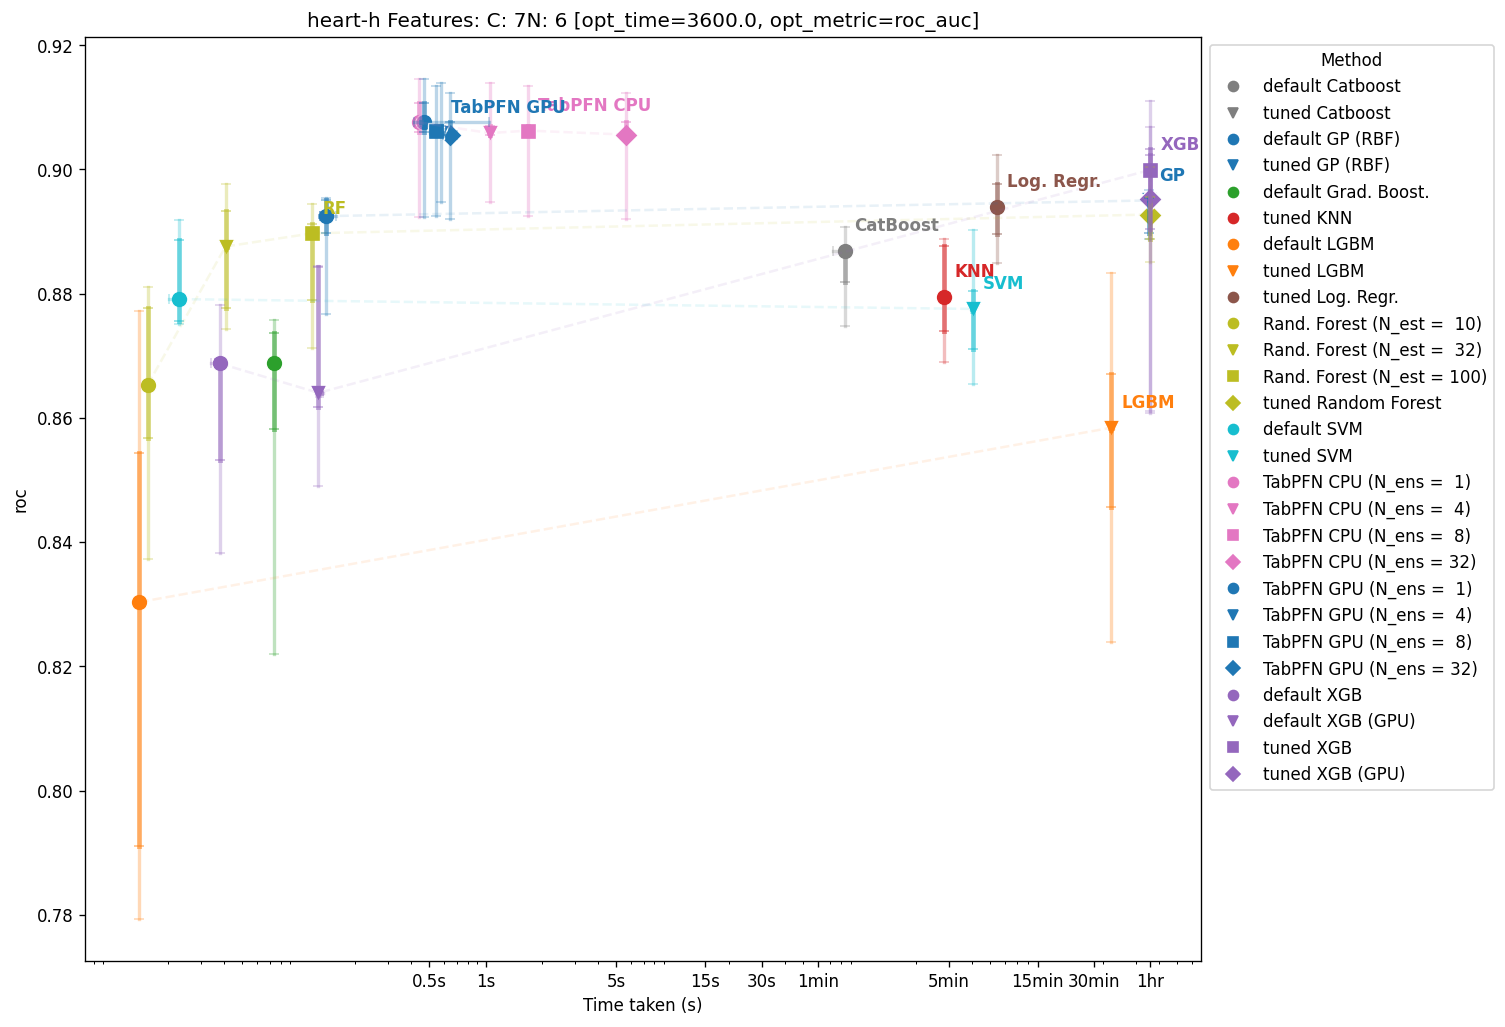 heart-h Features: C: 7N: 6 [opt_time=3600.0, opt_metric=roc_auc]
0.92
0.90
0.88
0.86
0.84
0.82
0.80
0.78
roc
TabPFN GPU
TabPFN CPU
XGB
GP
Log. Regr.
RF
CatBoost
KNN
SVM
LGBM
0.5s
1s
5s
15s
30s
1min
5min
15min
30min
1hr
Time taken (s)
Method
default Catboost
tuned Catboost
default GP (RBF)
tuned GP (RBF)
default Grad. Boost.
tuned KNN
default LGBM
tuned LGBM
tuned Log. Regr.
Rand. Forest (N_est =  10)
Rand. Forest (N_est =  32)
Rand. Forest (N_est = 100)
tuned Random Forest
default SVM
tuned SVM
TabPFN CPU (N_ens =  1)
TabPFN CPU (N_ens =  4)
TabPFN CPU (N_ens =  8)
TabPFN CPU (N_ens = 32)
TabPFN GPU (N_ens =  1)
TabPFN GPU (N_ens =  4)
TabPFN GPU (N_ens =  8)
TabPFN GPU (N_ens = 32)
default XGB
default XGB (GPU)
tuned XGB
tuned XGB (GPU)